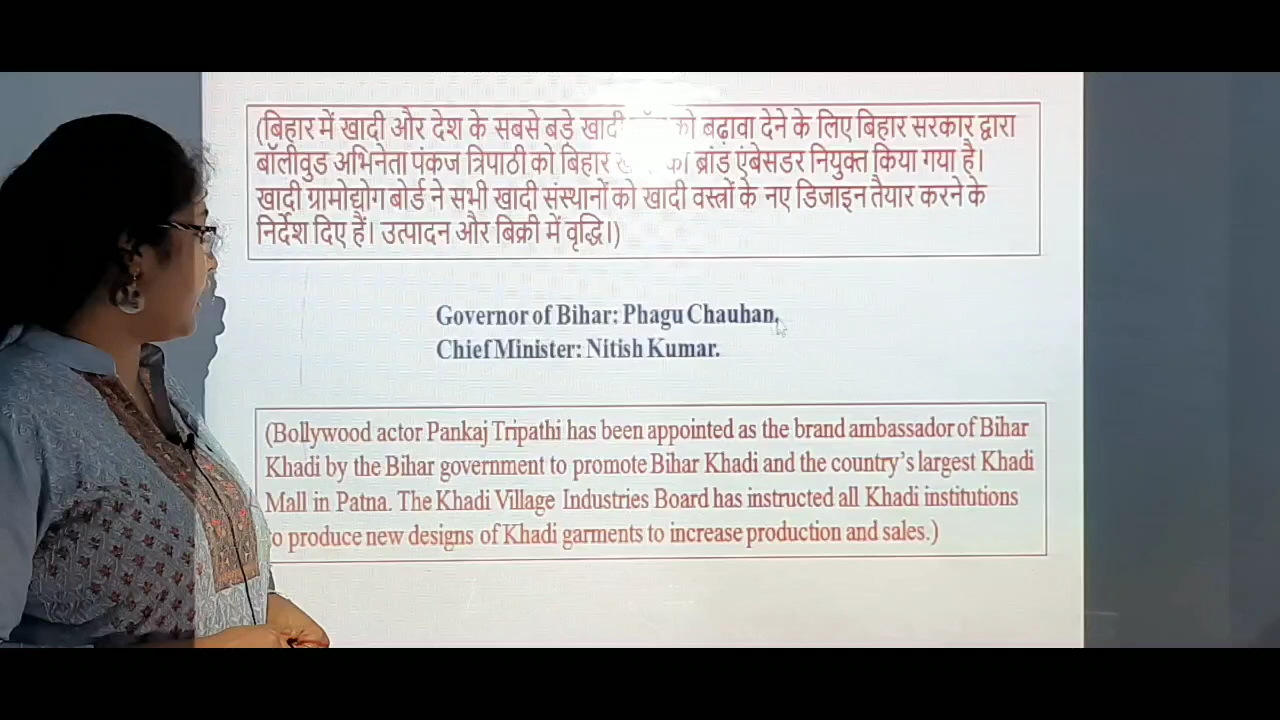 (बिहार में खादी और देश के सबसे बड़े खादी को बढ़ावा देने के लिए बिहार सरकार द्वारा
बॉलीवुड अभिनेता पंकज त्रिपाठी को बिहार का ब्रांड एंबेसडर नियुक्त किया गया है।
खादी ग्रामोद्योग बोर्ड ने सभी खादी संस्थानों को खादी वस्त्रों के नए डिजाइन तैयार करने के
निर्देश दिए हैं। उत्पादन और बिक्री में वृद्धि।)
Governor of Bihar: Phagu Chauhan,
Chief Minister: Nitish Kumar.
(Bollywood actor Pankaj Tripathi has been appointed as the brand ambassador of Bihar
Khadi by the Bihar government to promote Bihar Khadi and the country's largest Khadi
Mall in Patna. The Khadi Village Industries Board has instructed all Khadi institutions
to produce new designs of Khadi garments to increase production and sales.)